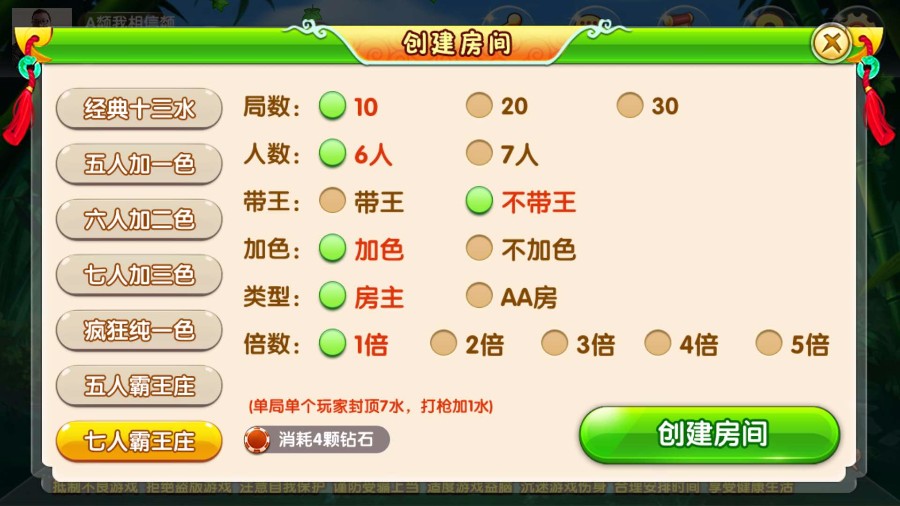 A颏我相信颏
创建房间
经典十三水
五人加一色
六人加二色
七人加三色
疯狂纯一色
五人霸王庄
七人霸王庄
局数： 10 20 30
人数： 6人 7人
带王： 带王 不带王
加色： 加色 不加色
类型： 房主 AA房
倍数： 1倍 2倍 3倍 4倍 5倍
(单局单个玩家封顶7水，打枪加1水)
消耗4颗钻石
创建房间
抵制不良游戏 拒绝盗版游戏 注意自我保护 谨防受骗上当 适度游戏益脑 沉迷游戏伤身 合理安排时间 享受健康生活